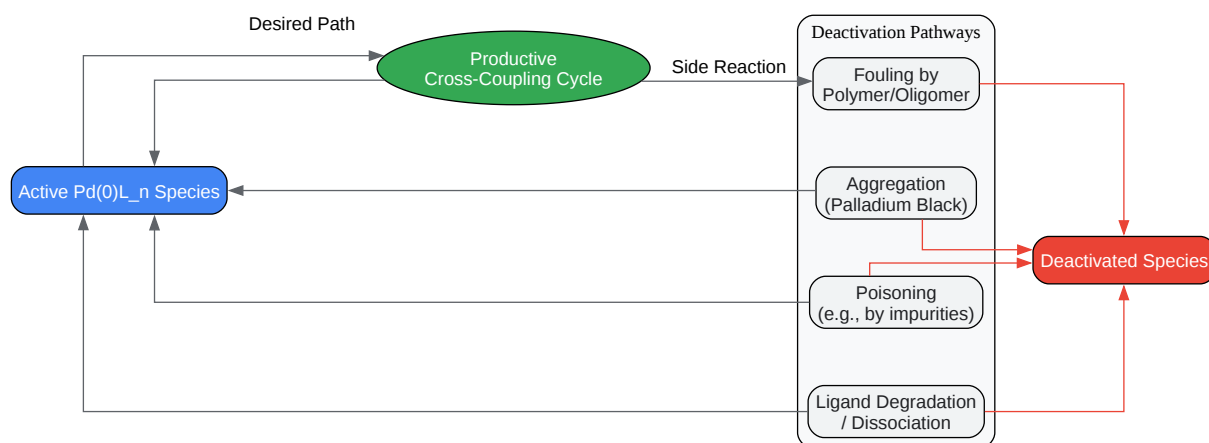 Desired Path
Deactivation Pathways
Productive
Cross-Coupling Cycle
Side Reaction
Fouling by
Polymer/Oligomer
Active Pd(0)L_n Species
Aggregation
(Palladium Black)
Deactivated Species
Poisoning
(e.g., by impurities)
Ligand Degradation
/ Dissociation